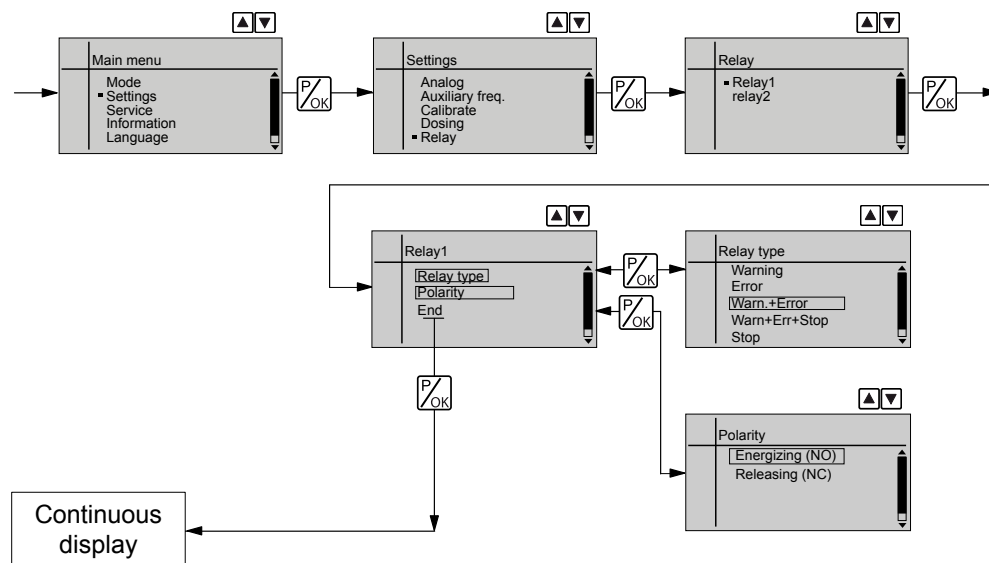 Main menu
Mode
Settings
Service
Information
Language
P/OK
Settings
Analog
Auxiliary freq.
Calibrate
Dosing
Relay
P/OK
Relay
Relay1
relay2
P/OK
Relay1
Relay type
Polarity
End
P/OK
P/OK
Relay type
Warning
Error
Warn.+Error
Warn+Err+Stop
Stop
P/OK
Polarity
Energizing (NO)
Releasing (NC)
Continuous
display